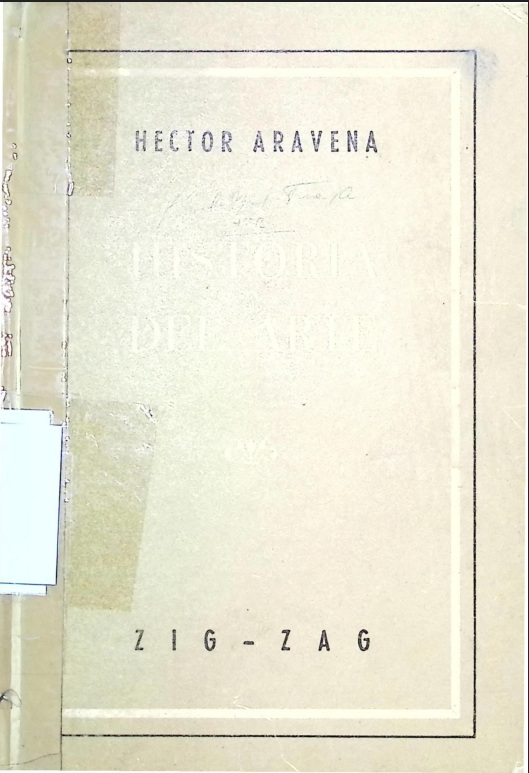 HECTOR ARAVENA
HISTORIA
DEL ARTE
ZIG-ZAG